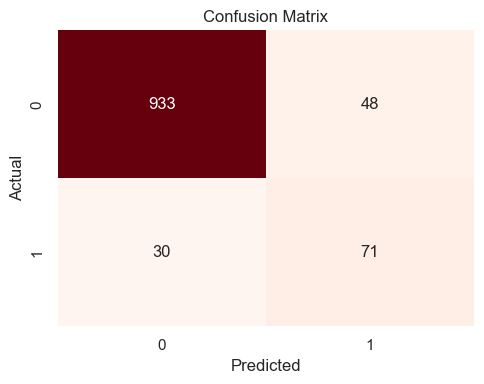 Confusion Matrix
Actual
0
933
48
1
30
71
0
1
Predicted